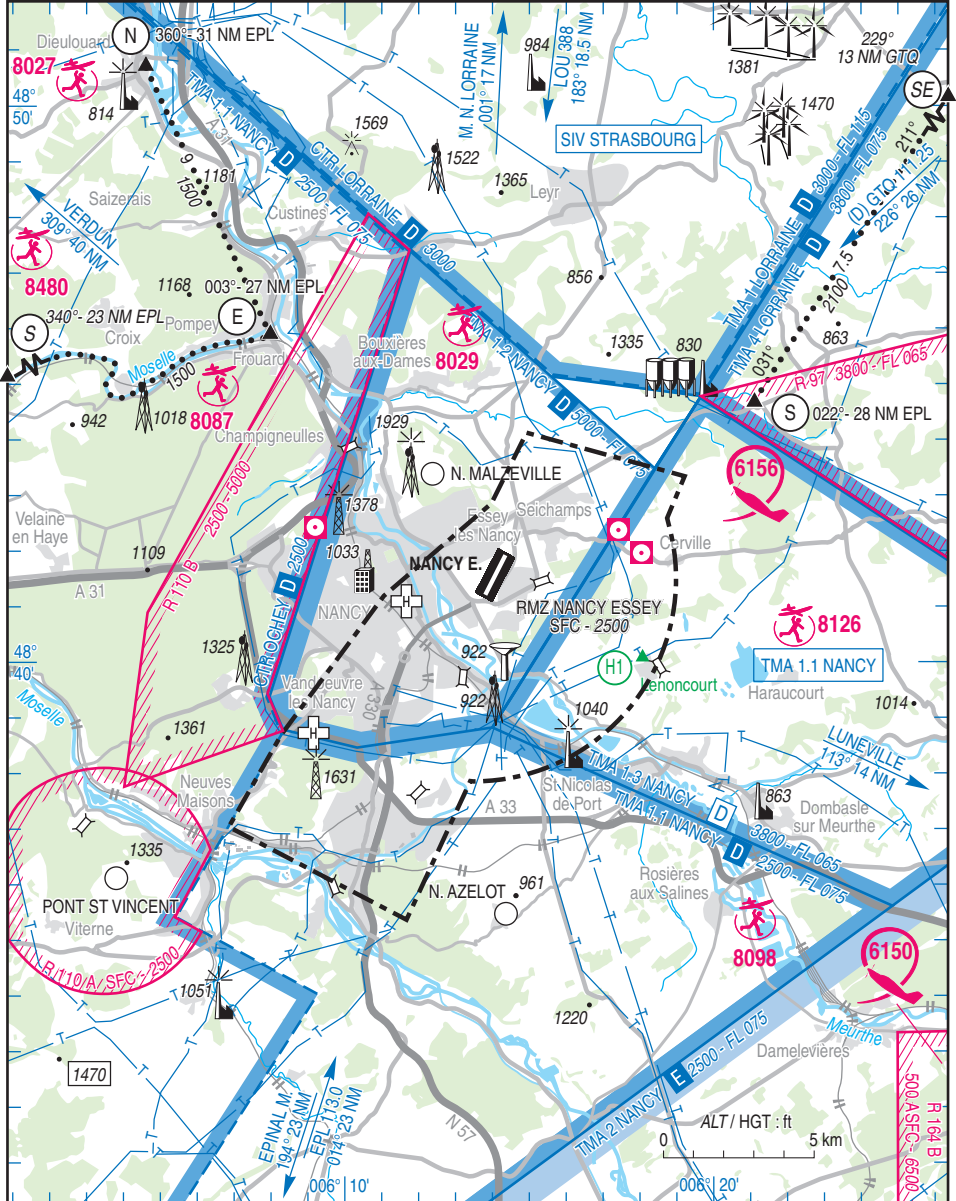 Dieulouard
N
360°- 31 NM EPL
8027
48°
50'
814
TMA 1.1 NANCY D 2500 - FL 075
CTR LORRAINE D 3000
A 31
1569
1522
M. N. LORRAINE
001° 17 NM
984
LOU 388
183° 18.5 NM
SIV STRASBOURG
1365
Leyr
1381
229°
13 NM GTQ
SE
1470
211°
TMA 1 LORRAINE D 3000 - FL 115
TMA 4 LORRAINE D 3800 - FL 075
(D) GTQ 111.125
226° 26 NM
7.5
2100
031°
9
1500
1181
Saizerais
Custines
VERDUN
309° 40 NM
8480
1168
003°- 27 NM EPL
E
S
340°- 23 NM EPL
Croix
Pompey
Frouard
Moselle
1500
1018
8087
942
Champigneulles
Bouxières
aux-Dames
8029
TMA 1.2 NANCY D 5000 - FL 075
856
1335
830
863
R 97 3800 - FL 065
S
022°- 28 NM EPL
6156
1929
N. MALZEVILLE
1378
R 110 B 2500 - 5000
Velaine
en Haye
1109
A 31
1033
NANCY E.
Essey
les Nancy
Seichamps
Cerville
NANCY
RMZ NANCY ESSEY
SFC - 2500
CTR OCHEY D 2500
8126
TMA 1.1 NANCY
48°
40'
1325
922
922
H1
Lenoncourt
Haraucourt
1014
Moselle
Vandoeuvre
les Nancy
A 330
1361
1040
LUNEVILLE
113° 14 NM
Neuves
Maisons
1631
A 33
St Nicolas
de Port
TMA 1.3 NANCY D 3800 - FL 065
TMA 1.1 NANCY D 2500 - FL 075
863
Dombasle
sur Meurthe
1335
PONT ST VINCENT
Viterne
R 110 A SFC - 2500
N. AZELOT
961
Rosières
aux Salines
8098
6150
1051
1220
Meurthe
Damelevières
1470
EPINAL M.
194° 23 NM
EPL 113.0
014° 23 NM
N 57
TMA 2 NANCY E 2500 - FL 075
ALT / HGT : ft
0
5 km
R 164 B
500 ASFC - 6500
006° 10'
006° 20'